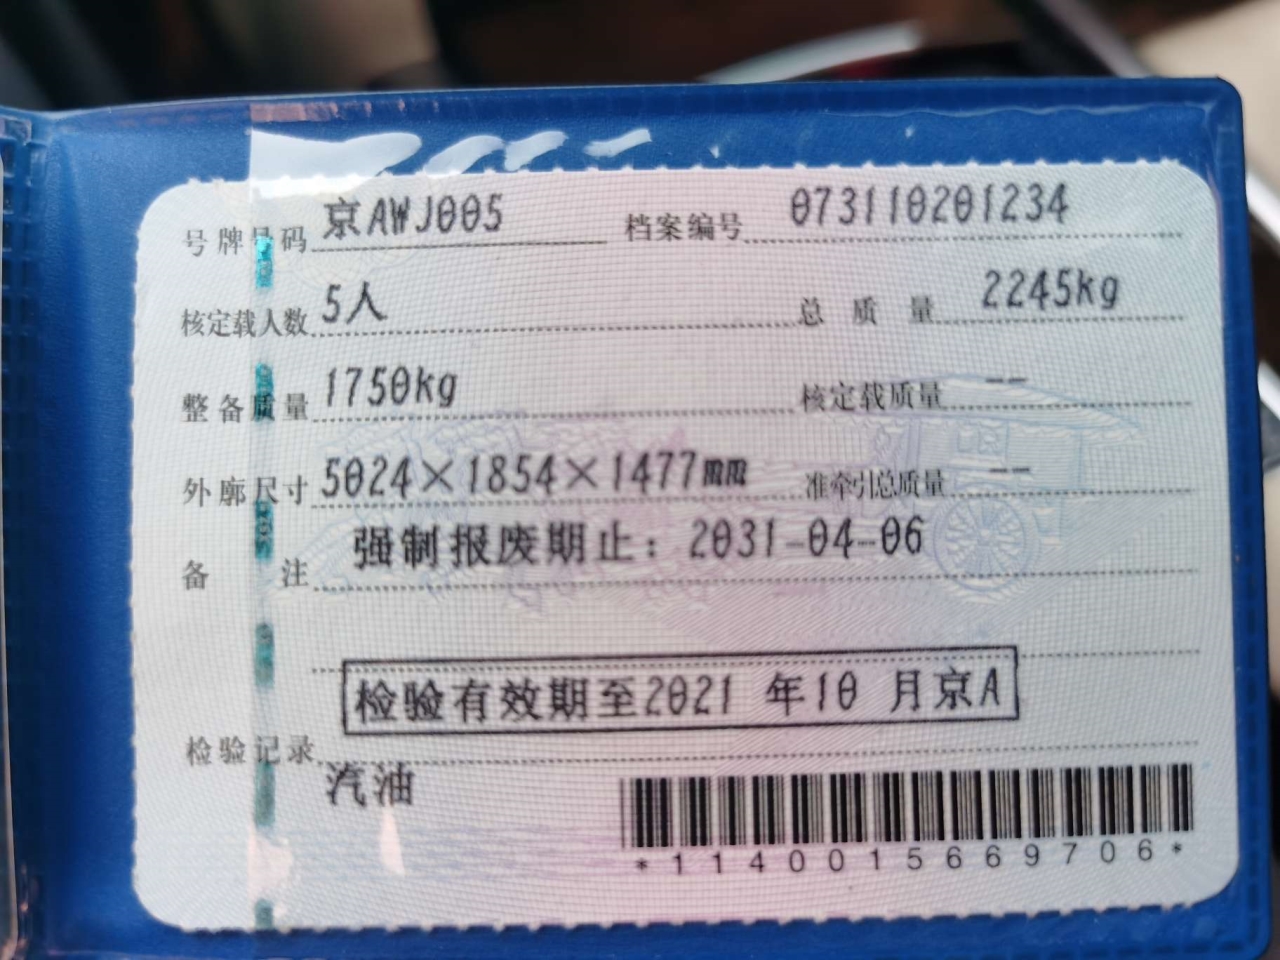 号牌号码 京AWJ005 档案编号 073110201234
核定载人数 5人 总质量 2245kg
整备质量 1750kg 核定载质量 --
外廓尺寸 5024×1854×1477mm 准牵引总质量 --
备注 强制报废期止：2031-04-06
检验有效期至2021 年10 月京A
检验记录
汽油
*1140015669706*